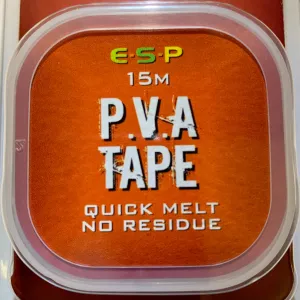 E-S-P
15M
P.V.A
TAPE
QUICK MELT
NO RESIDUE